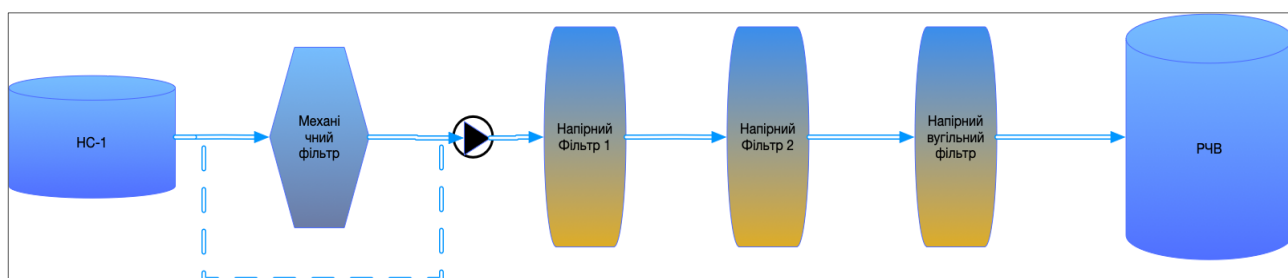 НС-1
Механі
чний
фільтр
Напірний
Фільтр 1
Напірний
Фільтр 2
Напірний
вугільний
фільтр
РЧВ